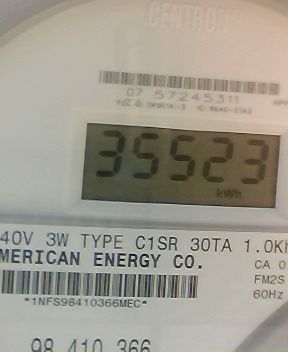 CENTRON
07 57245311
35523
kWh
40V 3W TYPE C1SR 30TA 1.0Kh
MERICAN ENERGY CO.
CA 0
FM2S
60Hz
*1NFS98410366MEC*
98 410 366